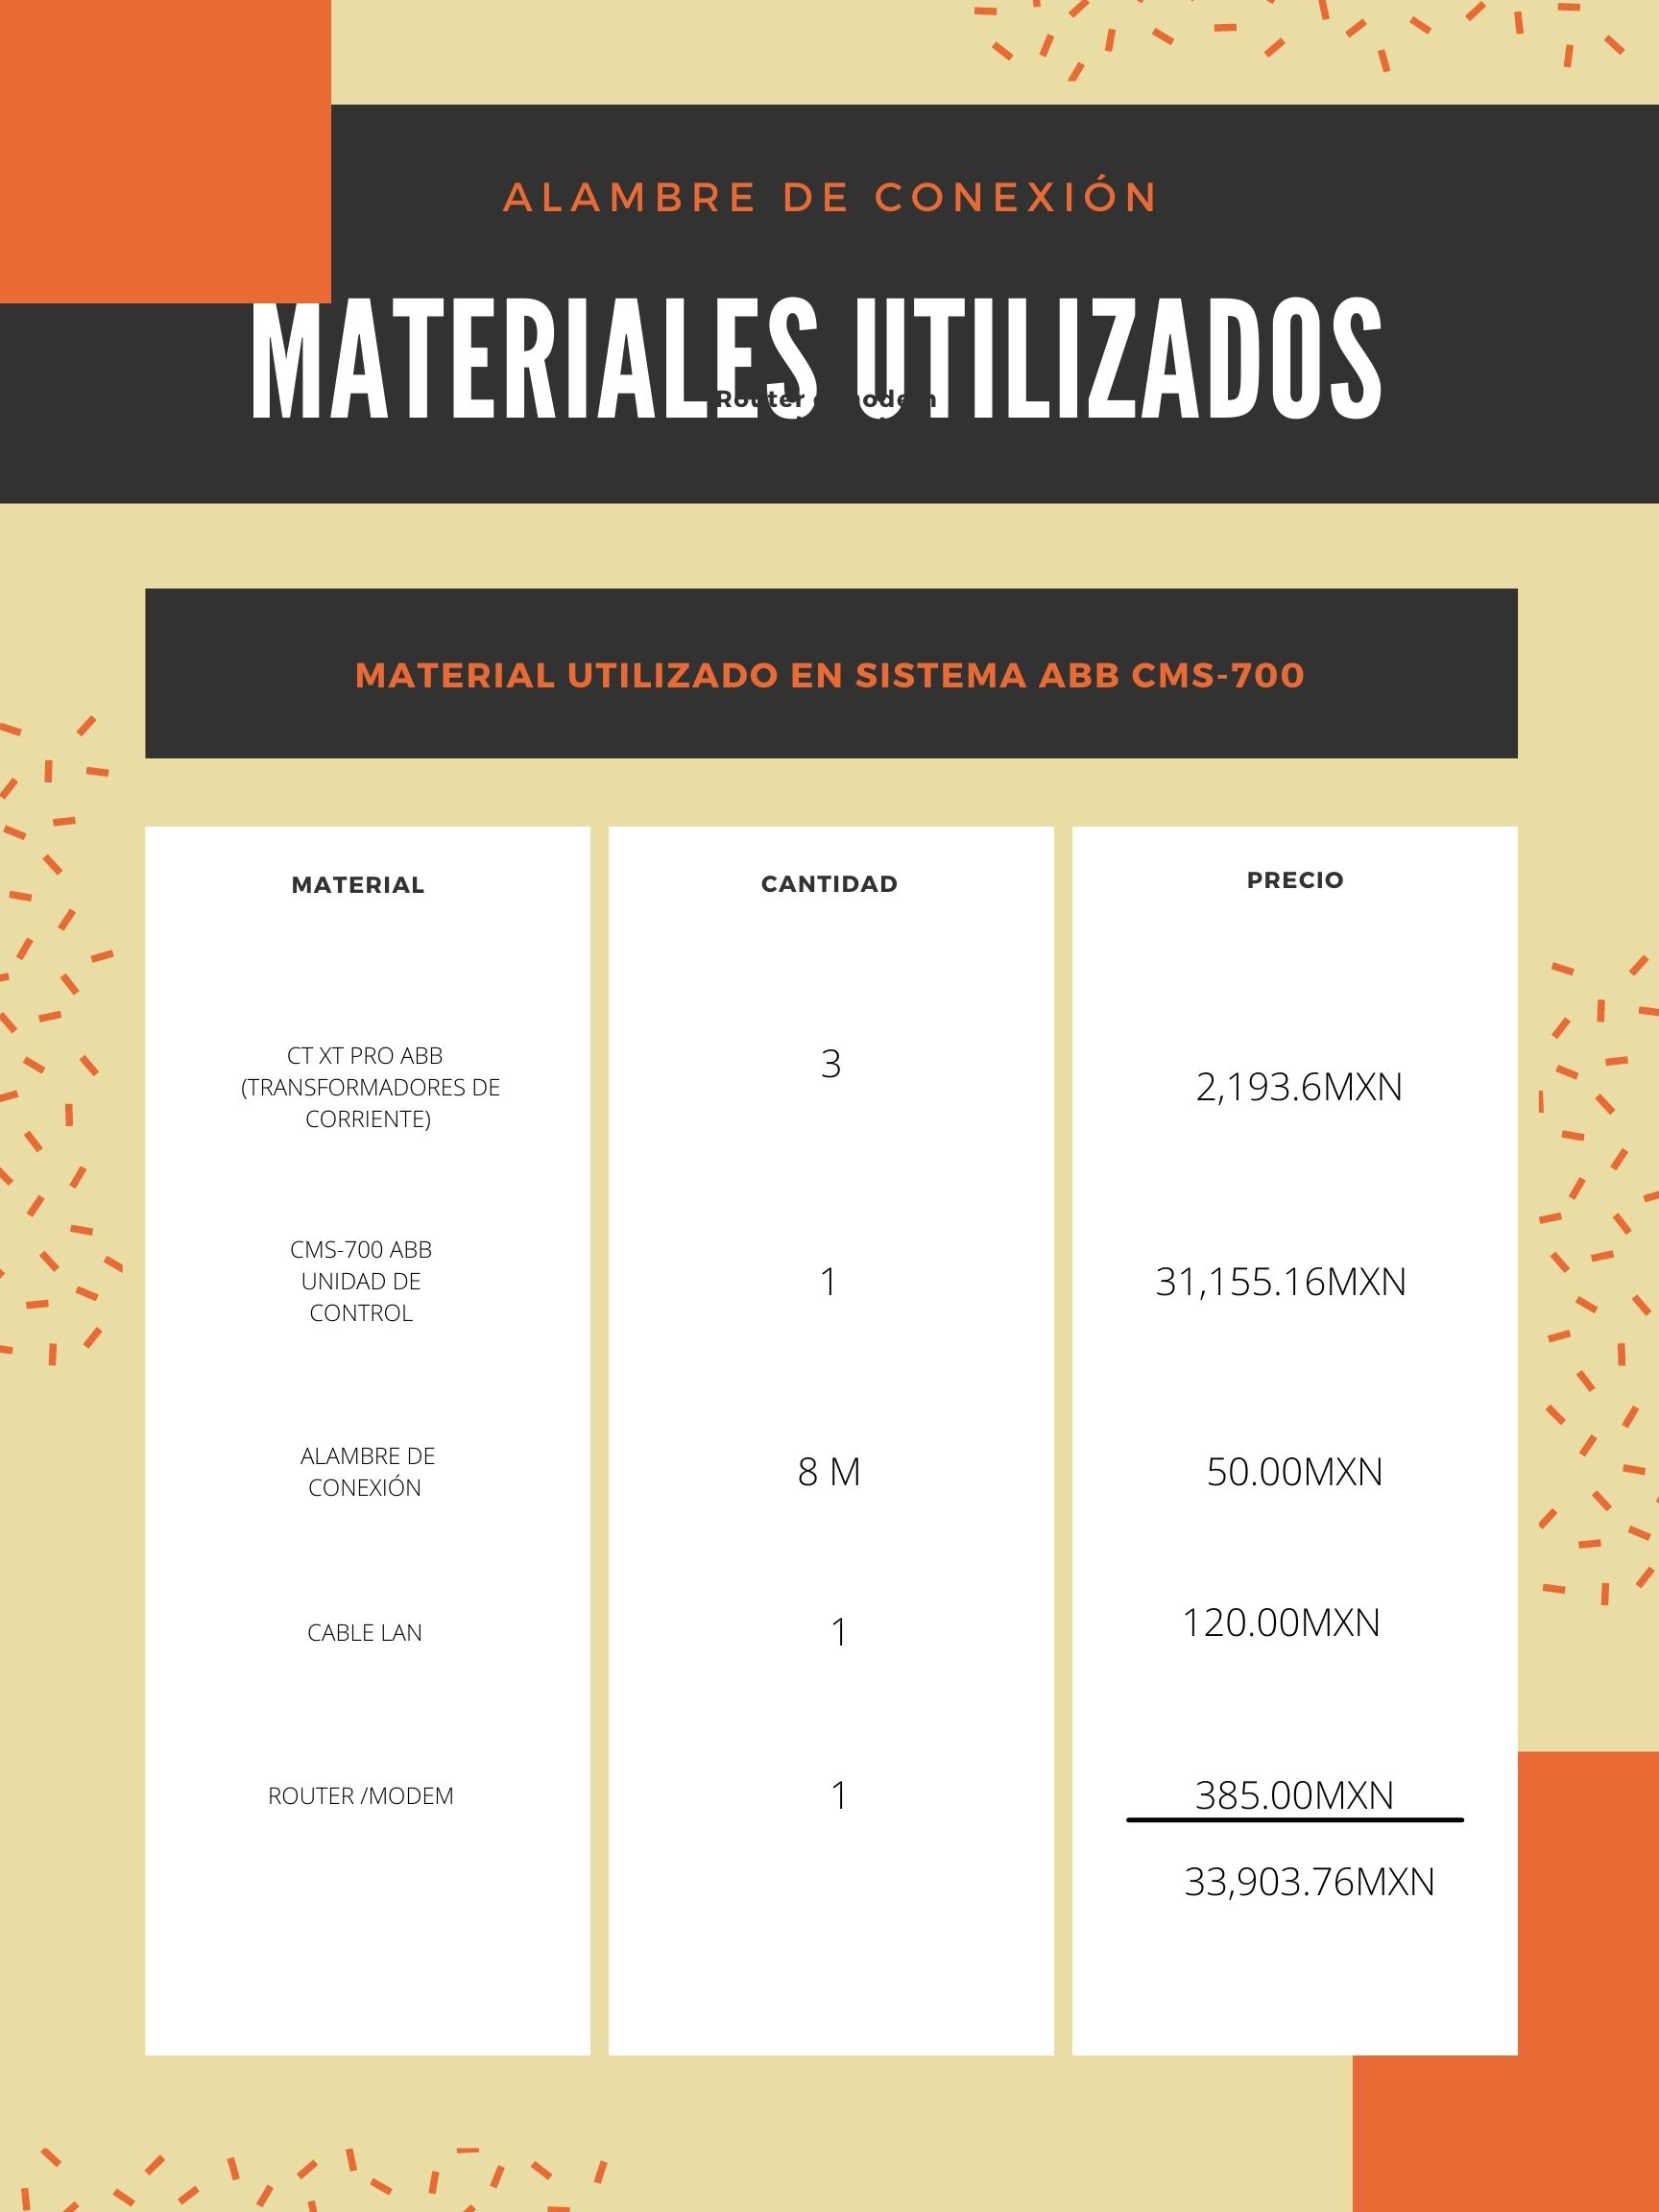 ALAMBRE DE CONEXIÓN
MATERIALES UTILIZADOS
Router
MATERIAL UTILIZADO EN SISTEMA ABB CMS-700
MATERIAL CANTIDAD PRECIO
CT XT PRO ABB
(TRANSFORMADORES DE
CORRIENTE)
3
2,193.6MXN
CMS-700 ABB
UNIDAD DE
CONTROL
1
31,155.16MXN
ALAMBRE DE
CONEXIÓN
8 M
50.00MXN
CABLE LAN
1
120.00MXN
ROUTER /MODEM
1
385.00MXN
33,903.76MXN